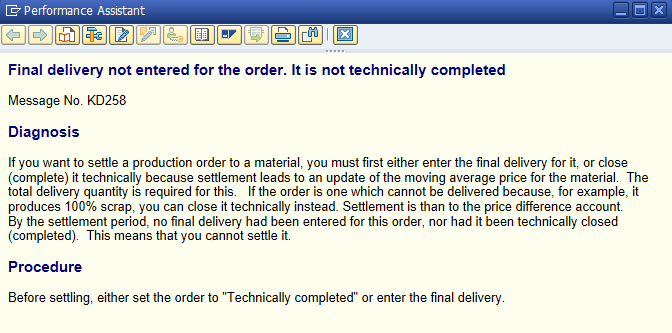 Performance Assistant
Final delivery not entered for the order. It is not technically completed
Message No. KD258
Diagnosis
If you want to settle a production order to a material, you must first either enter the final delivery for it, or close
(complete) it technically because settlement leads to an update of the moving average price for the material.  The
total delivery quantity is required for this.   If the order is one which cannot be delivered because, for example, it
produces 100% scrap, you can close it technically instead. Settlement is than to the price difference account.
By the settlement period, no final delivery had been entered for this order, nor had it been technically closed
(completed).  This means that you cannot settle it.
Procedure
Before settling, either set the order to "Technically completed" or enter the final delivery.